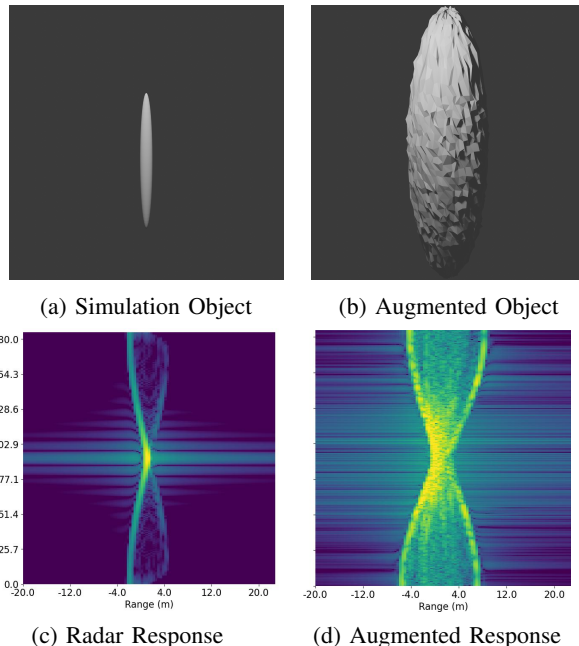 (a) Simulation Object
(b) Augmented Object
80.0
54.3
28.6
02.9
77.1
51.4
25.7
0.0
-20.0 -12.0 -4.0 4.0 12.0 20.0
Range (m)
-20.0 -12.0 -4.0 4.0 12.0 20.0
Range (m)
(c) Radar Response
(d) Augmented Response